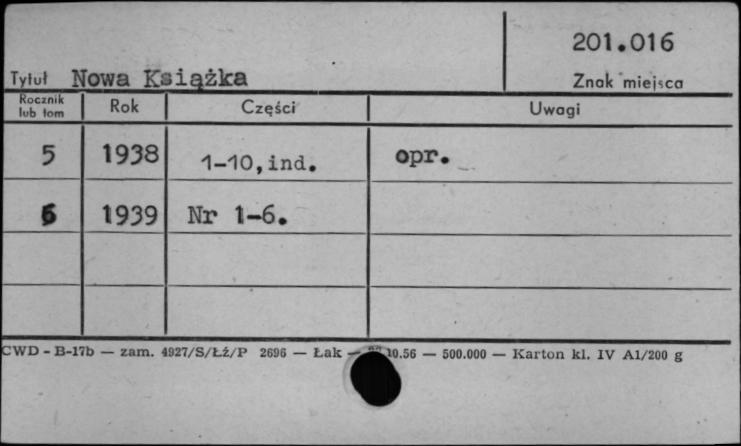 201.016
Tytuł Nowa Książka Znak miejsca
Rocznik lub tom Rok Części Uwagi
5 1938 1-10,ind. opr.
6 1939 Nr 1-6.
CWD - B-17b — zam. 4927/S/Łź/P 2696 — Łak — 10.56 — 500.000 — Karton kl. IV A1/200 g